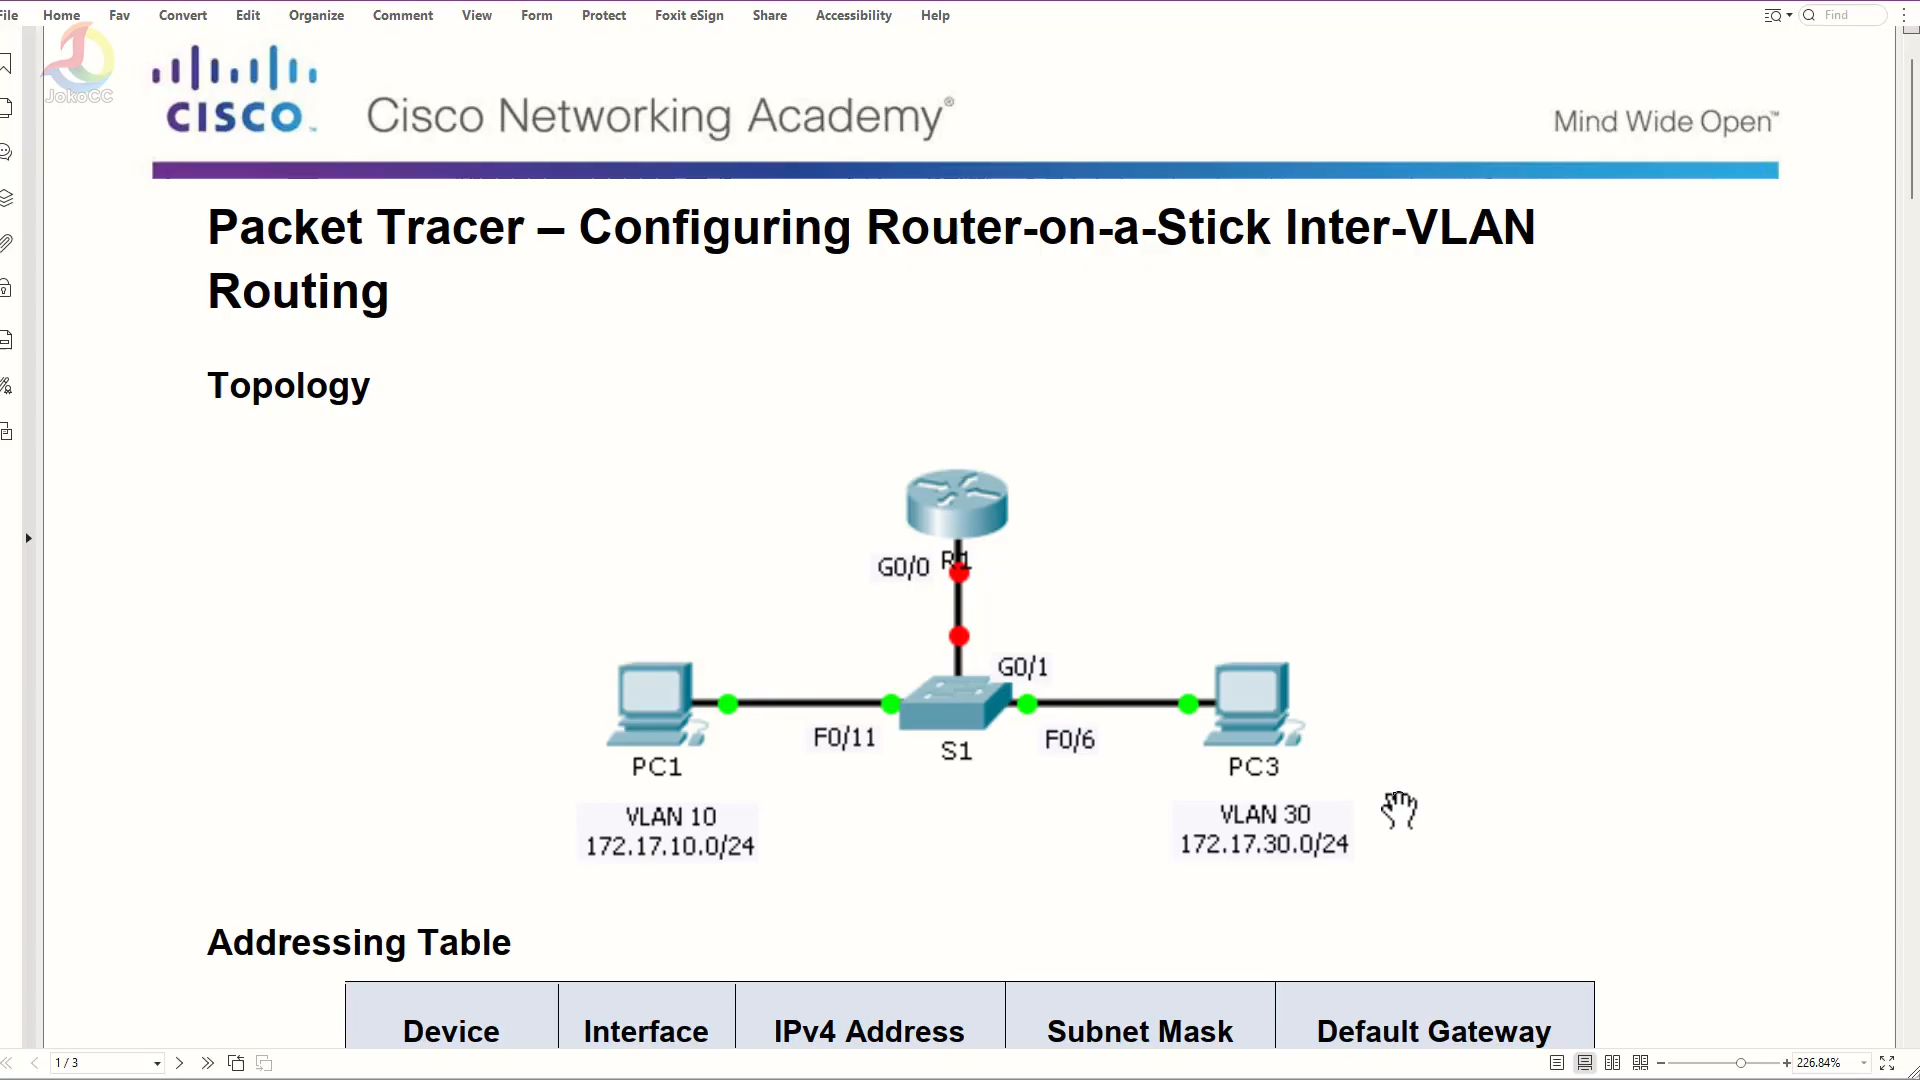 File Home Fav Convert Edit Organize Comment View Form Protect Foxit eSign Share Accessibility Help Find
JokoCC
CISCO™ Cisco Networking Academy® Mind Wide Open™
Packet Tracer – Configuring Router-on-a-Stick Inter-VLAN
Routing
Topology
G0/0 R1
G0/1
F0/11 S1 F0/6
PC1 PC3
VLAN 10 VLAN 30
172.17.10.0/24 172.17.30.0/24
Addressing Table
Device Interface IPv4 Address Subnet Mask Default Gateway
1 / 3 226.84%